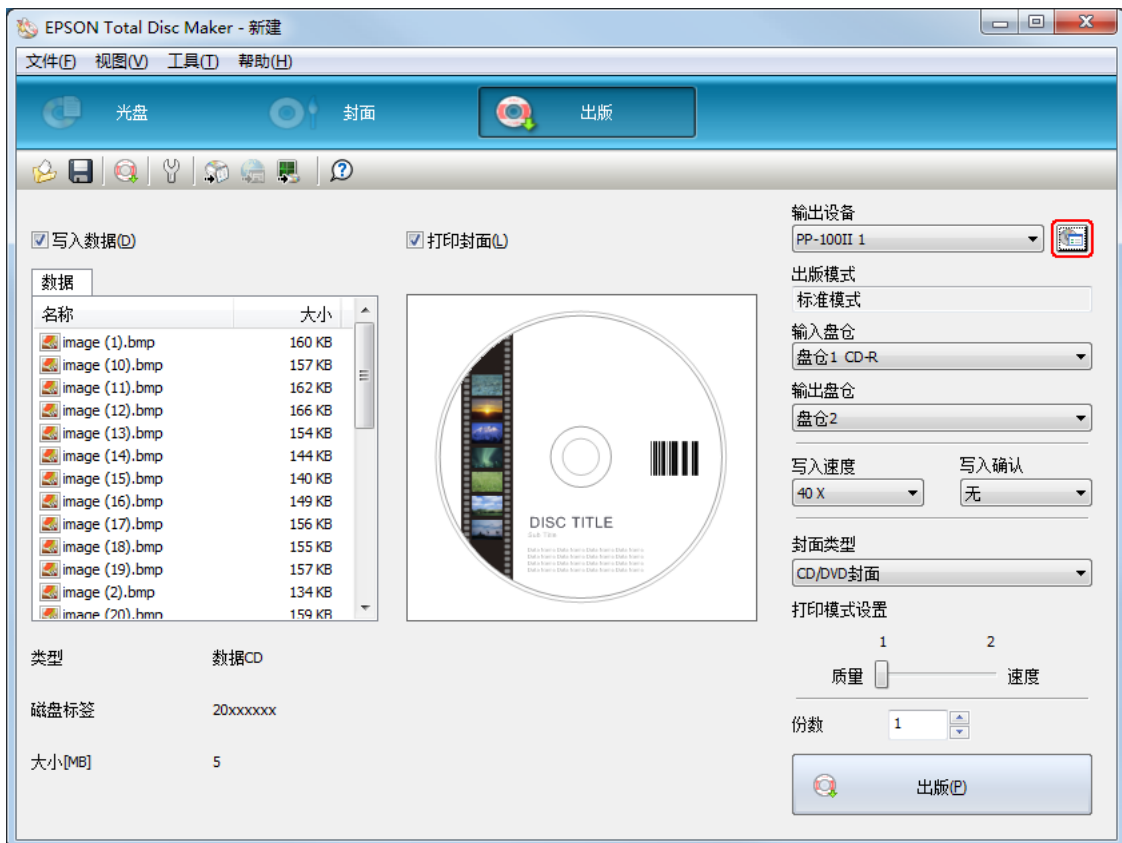 EPSON Total Disc Maker - 新建
文件(F) 视图(V) 工具(T) 帮助(H)
光盘 封面 出版
写入数据(D)
数据
名称 大小
image (1).bmp 160 KB
image (10).bmp 157 KB
image (11).bmp 162 KB
image (12).bmp 166 KB
image (13).bmp 154 KB
image (14).bmp 144 KB
image (15).bmp 140 KB
image (16).bmp 149 KB
image (17).bmp 156 KB
image (18).bmp 155 KB
image (19).bmp 157 KB
image (2).bmp 134 KB
image (20).bmp 159 KB
类型 数据CD
磁盘标签 20xxxxxx
大小[MB] 5
打印封面(L)
DISC TITLE
Sub Title
输出设备
PP-100II 1
出版模式
标准模式
输入盘仓
盘仓1 CD-R
输出盘仓
盘仓2
写入速度 写入确认
40 X 无
封面类型
CD/DVD封面
打印模式设置
1 2
质量 速度
份数 1
出版(P)